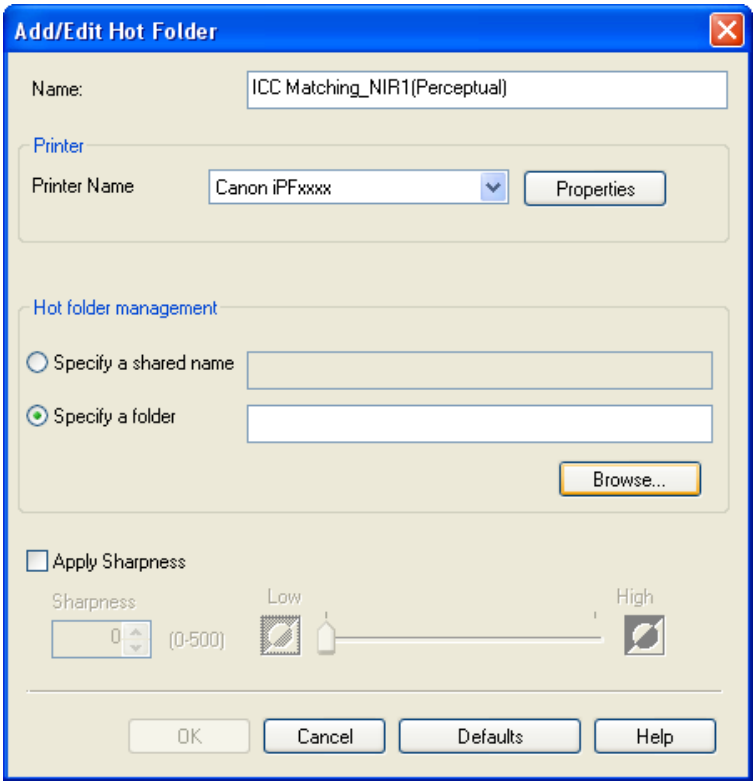 Add/Edit Hot Folder
Name: ICC Matching_NIR1(Perceptual)
Printer
Printer Name Canon iPFxxxx Properties
Hot folder management
Specify a shared name
Specify a folder
Browse...
Apply Sharpness
Sharpness Low High
0 (0-500)
OK Cancel Defaults Help